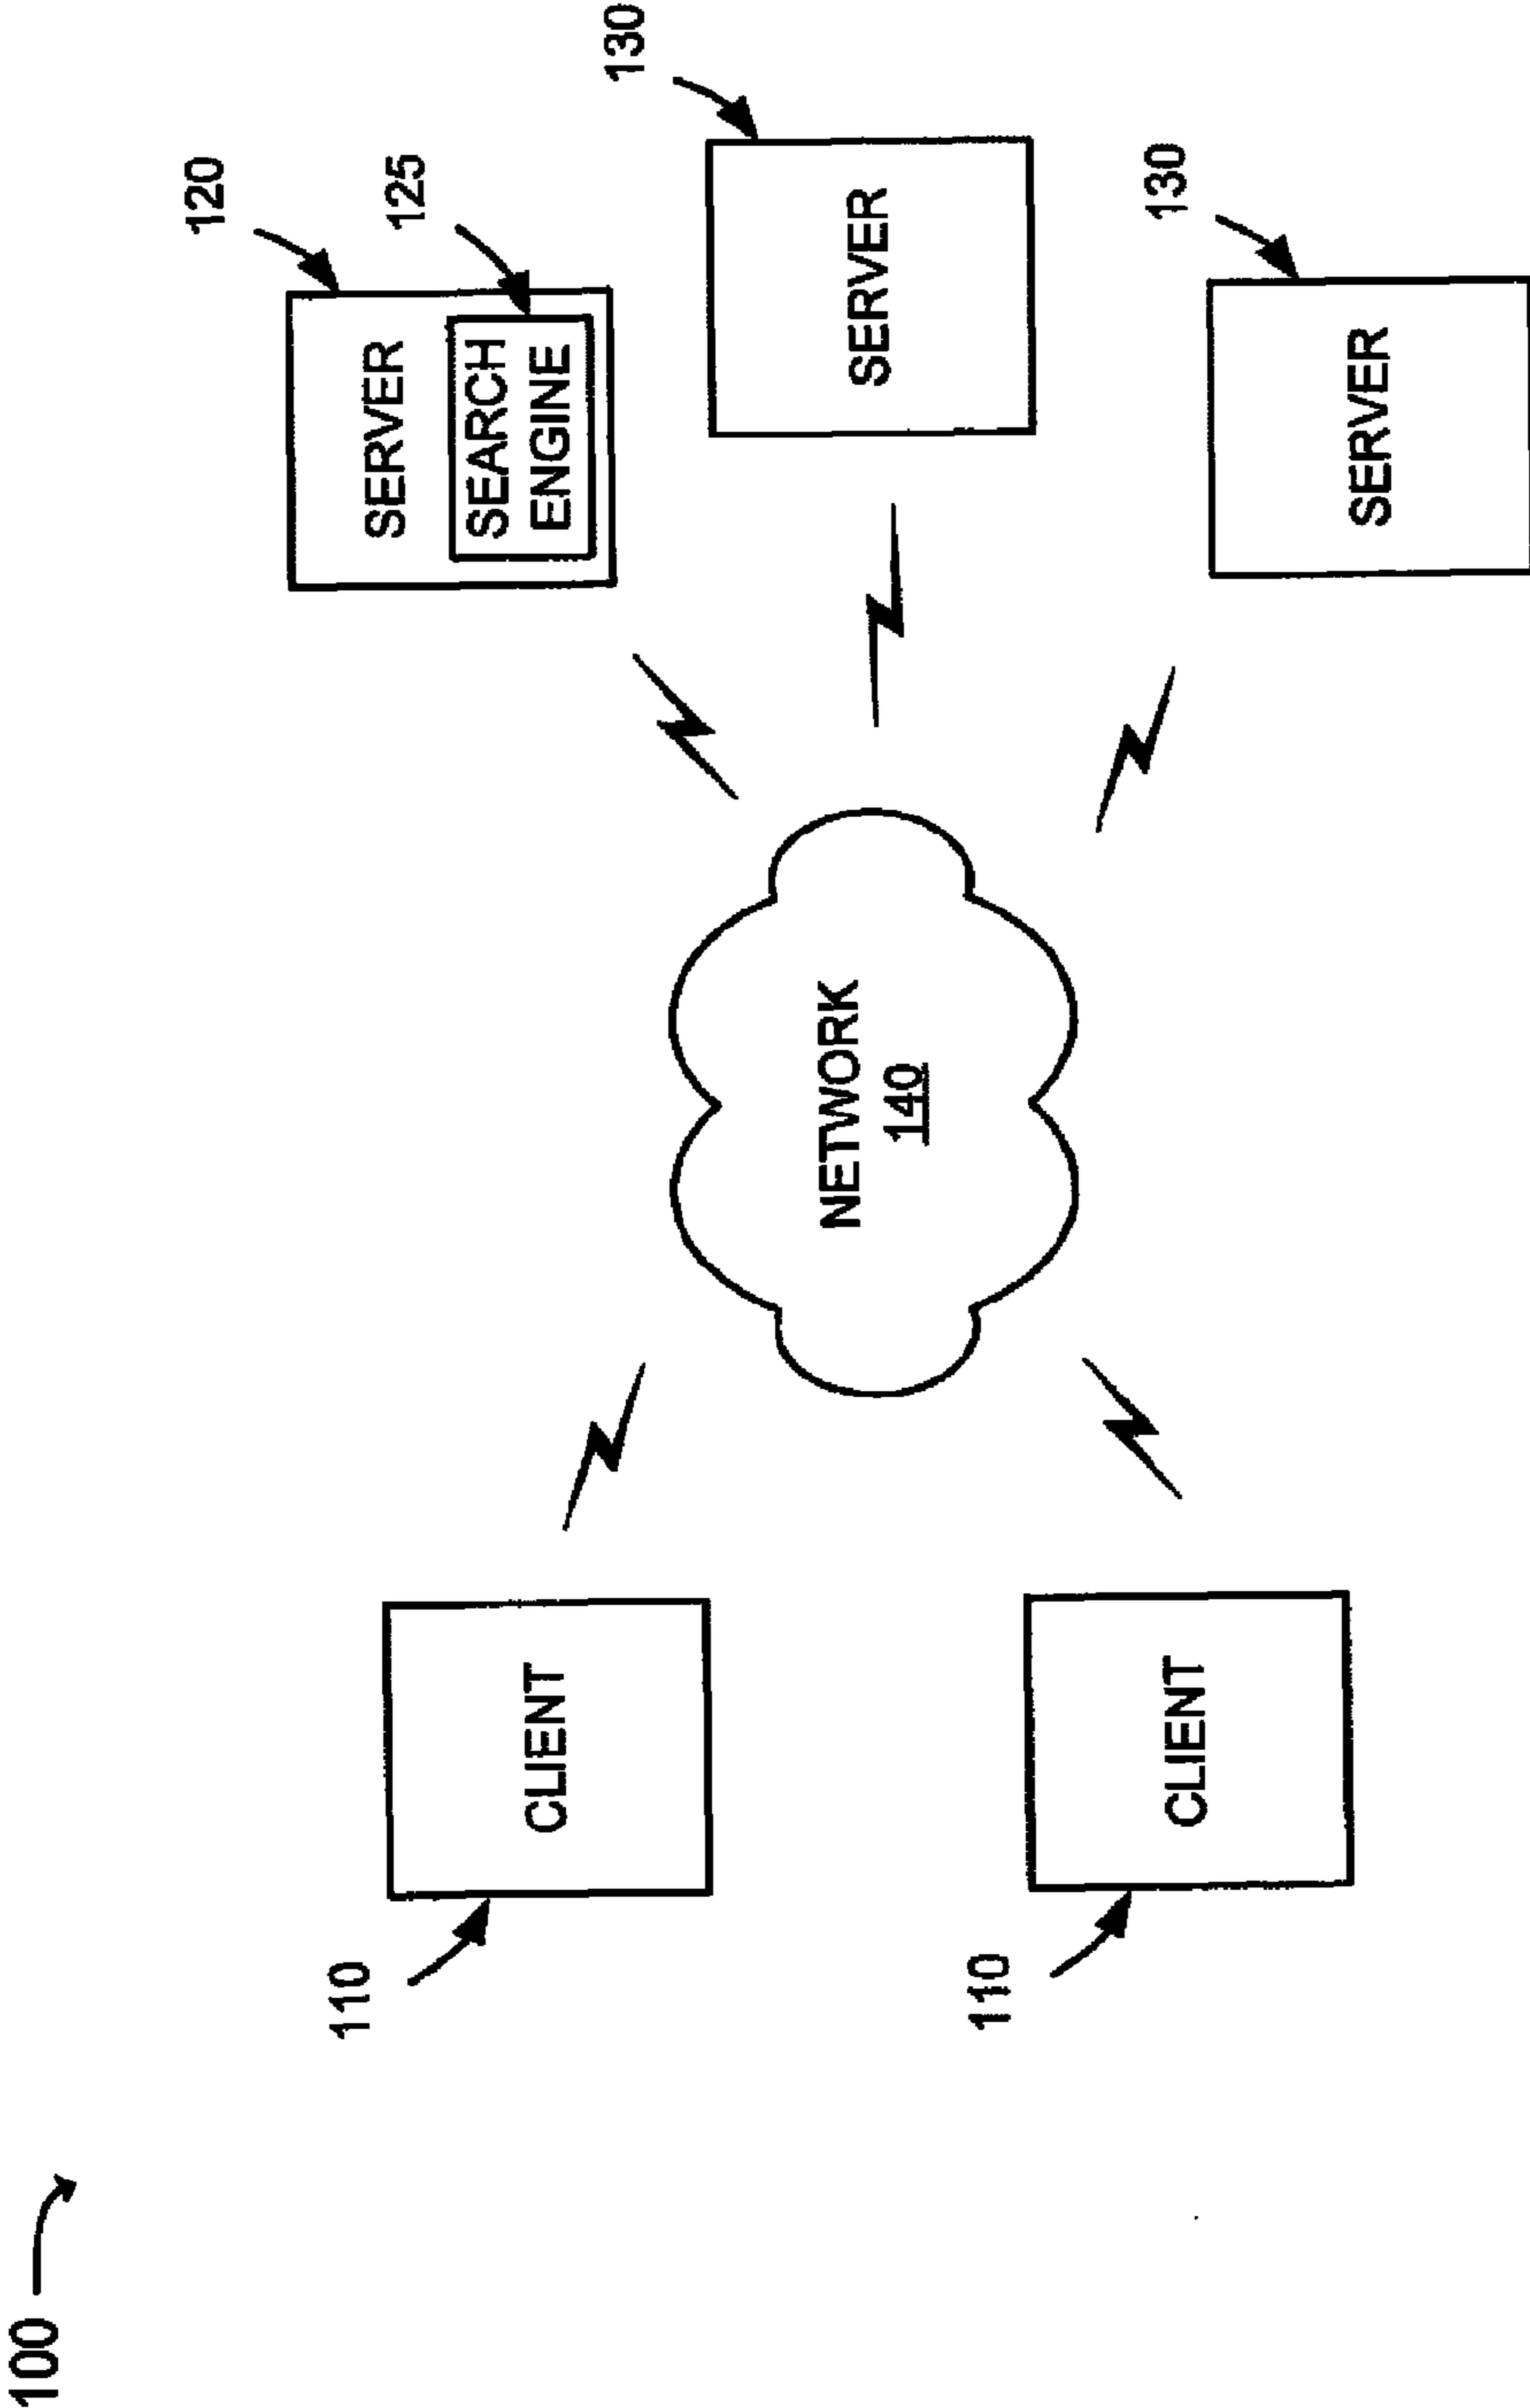 100
110
CLIENT
110
CLIENT
NETWORK
140
120
SERVER
125
SEARCH
ENGINE
130
SERVER
130
SERVER